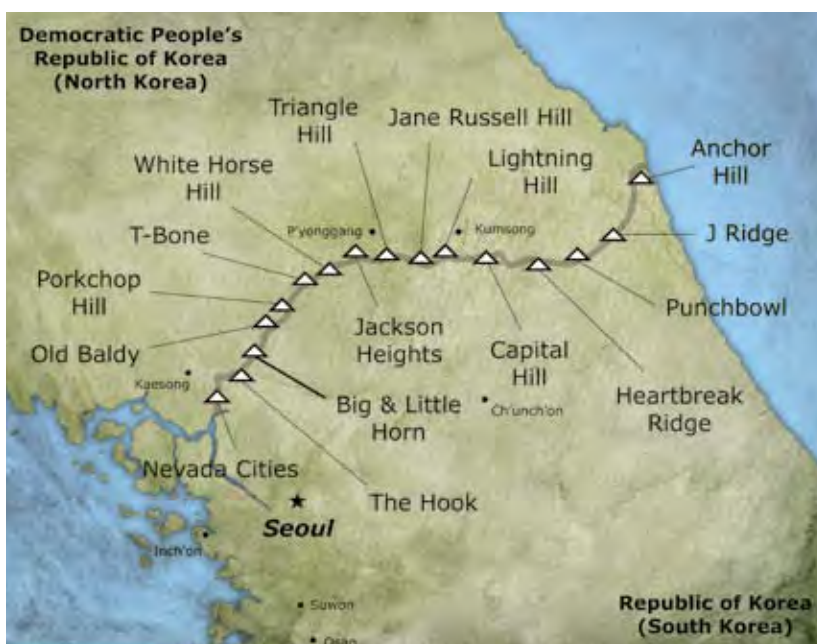 Democratic People's
Republic of Korea
(North Korea)
Triangle
Hill
Jane Russell Hill
Lightning
Hill
Anchor
Hill
White Horse
Hill
P'yonggang
Kumsong
T-Bone
J Ridge
Porkchop
Hill
Punchbowl
Old Baldy
Jackson
Heights
Capital
Hill
Kaesong
Heartbreak
Ridge
Big & Little
Horn
Ch'unch'on
Nevada Cities
The Hook
Seoul
Inch'on
Suwon
Osan
Republic of Korea
(South Korea)